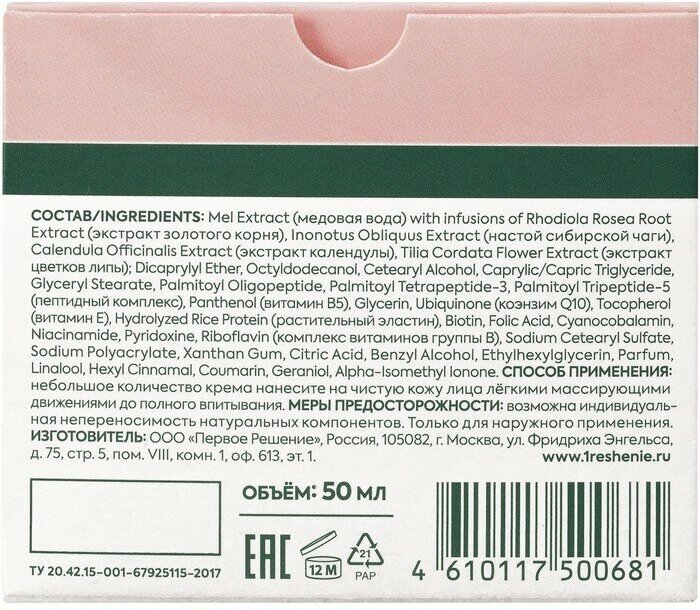 СОСТАВ/INGREDIENTS: Mel Extract (медовая вода) with infusions of Rhodiola Rosea Root
Extract (экстракт золотого корня), Inonotus Obliquus Extract (настой сибирской чаги),
Calendula Officinalis Extract (экстракт календулы), Tilia Cordata Flower Extract (экстракт
цветков липы); Dicaprylyl Ether, Octyldodecanol, Cetearyl Alcohol, Caprylic/Capric Triglyceride,
Glyceryl Stearate, Palmitoyl Oligopeptide, Palmitoyl Tetrapeptide-3, Palmitoyl Tripeptide-5
(пептидный комплекс), Panthenol (витамин B5), Glycerin, Ubiquinone (коэнзим Q10), Tocopherol
(витамин E), Hydrolyzed Rice Protein (растительный эластин), Biotin, Folic Acid, Cyanocobalamin,
Niacinamide, Pyridoxine, Riboflavin (комплекс витаминов группы B), Sodium Cetearyl Sulfate,
Sodium Polyacrylate, Xanthan Gum, Citric Acid, Benzyl Alcohol, Ethylhexylglycerin, Parfum,
Linalool, Hexyl Cinnamal, Coumarin, Geraniol, Alpha-Isomethyl Ionone. СПОСОБ ПРИМЕНЕНИЯ:
небольшое количество крема нанесите на чистую кожу лица лёгкими массирующими
движениями до полного впитывания. МЕРЫ ПРЕДОСТОРОЖНОСТИ: возможна индивидуаль-
ная непереносимость натуральных компонентов. Только для наружного применения.
ИЗГОТОВИТЕЛЬ: ООО «Первое Решение», Россия, 105082, г. Москва, ул. Фридриха Энгельса,
д. 75, стр. 5, пом. VIII, комн. 1, оф. 613, эт. 1. www.1reshenie.ru
ОБЪЁМ: 50 МЛ
ЕАС
12 М
21
PAP
ТУ 20.42.15-001-67925115-2017
4 610117 500681